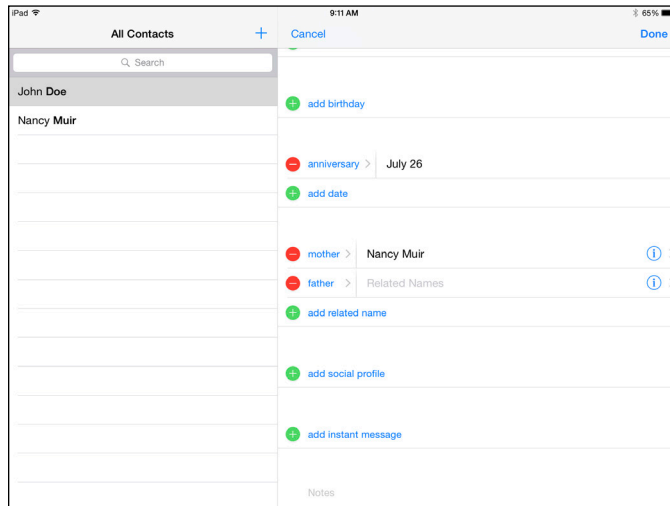 iPad 9:11 AM 65%
All Contacts + Cancel Done
Search
John Doe
Nancy Muir
add birthday
anniversary > July 26
add date
mother > Nancy Muir
father > Related Names
add related name
add social profile
add instant message
Notes